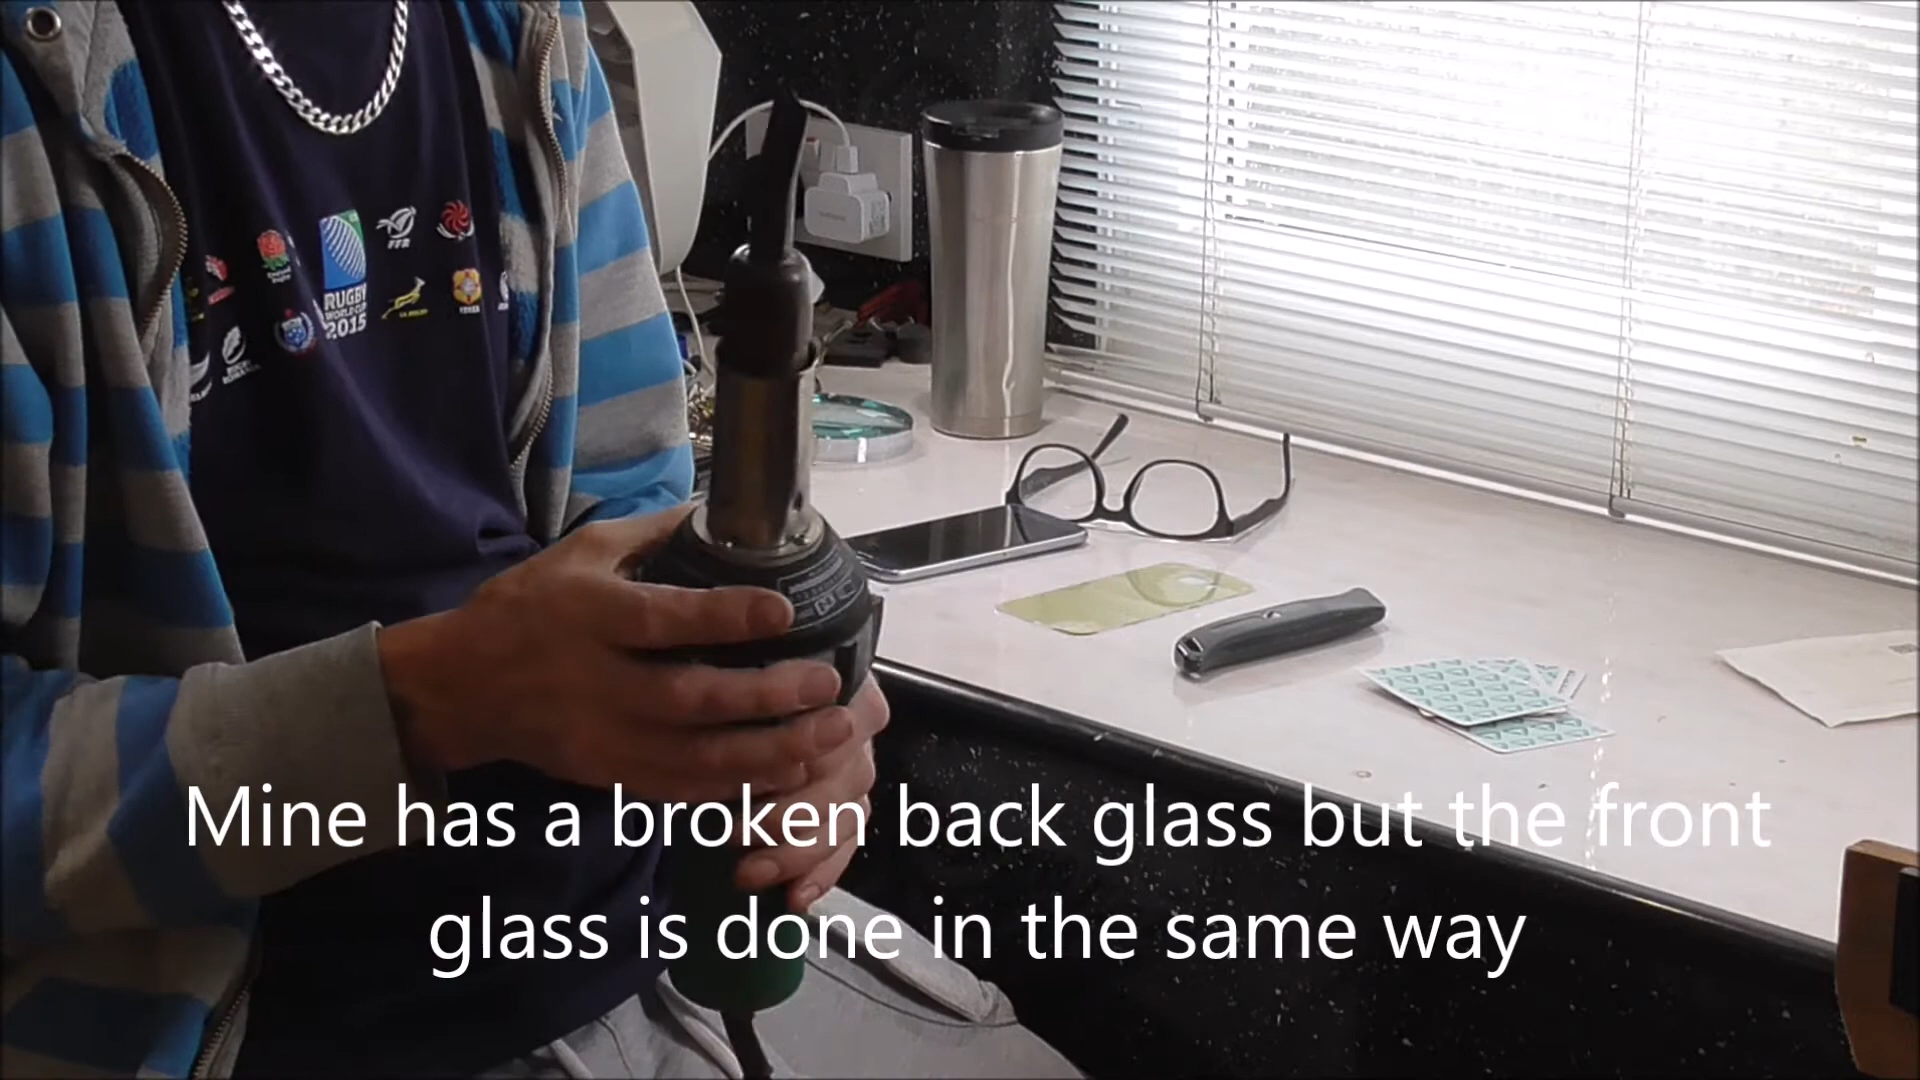 FFR
RUGBY
WORLD CUP
2015
Mine has a broken back glass but the front
glass is done in the same way